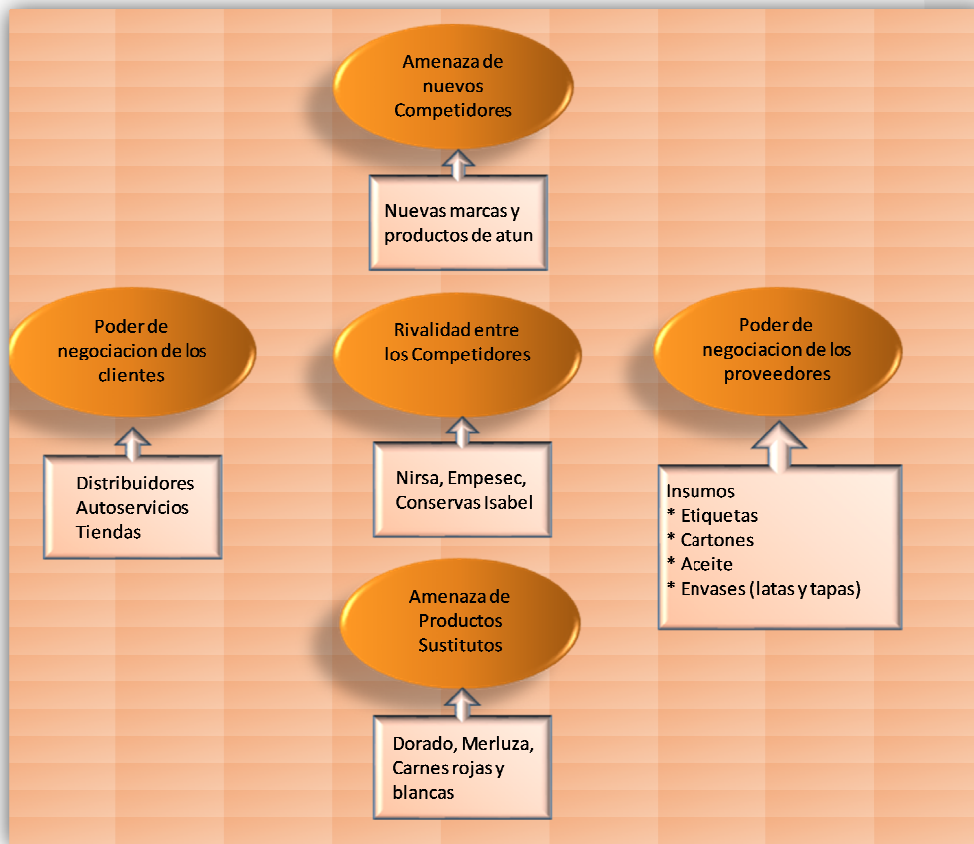 Amenaza de
nuevos
Competidores
Nuevas marcas y
productos de atun
Poder de
negociacion de los
clientes
Distribuidores
Autoservicios
Tiendas
Rivalidad entre
los Competidores
Nirsa, Empesec,
Conservas Isabel
Poder de
negociacion de los
proveedores
Insumos
* Etiquetas
* Cartones
* Aceite
* Envases (latas y tapas)
Amenaza de
Productos
Sustitutos
Dorado, Merluza,
Carnes rojas y
blancas